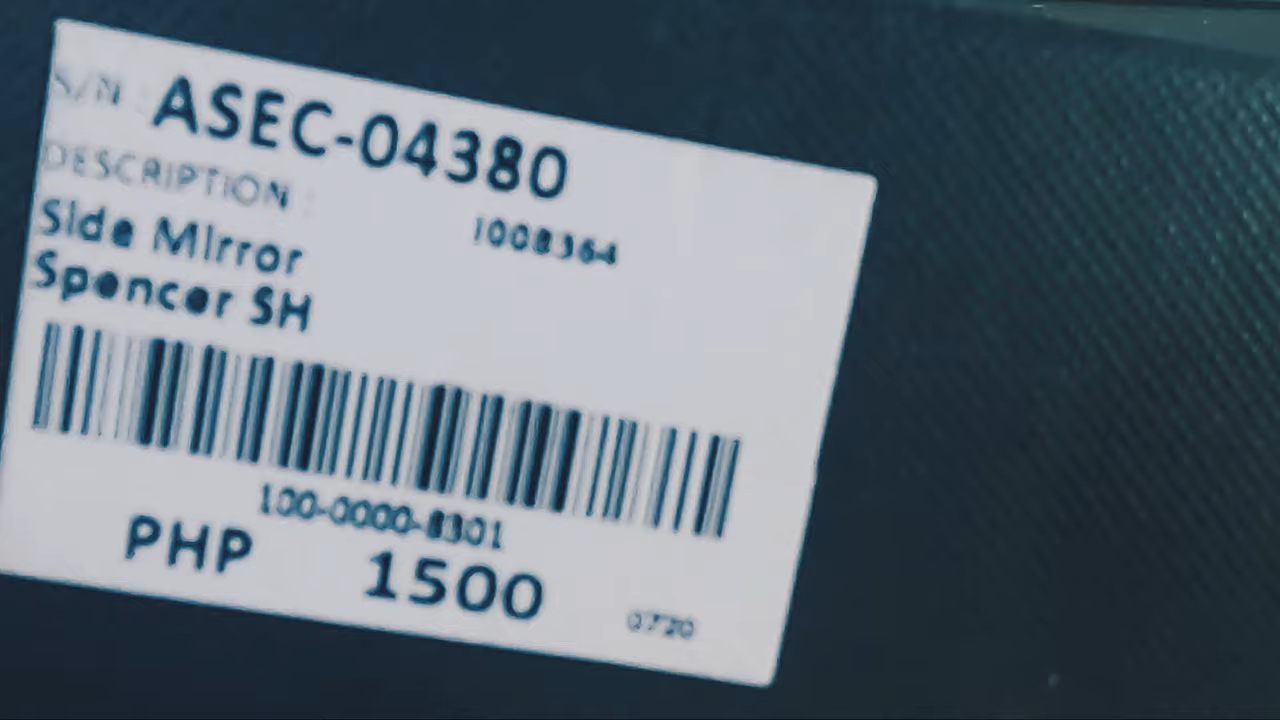 S/N : ASEC-04380
DESCRIPTION :
Side Mirror 1008364
Spencer SH
100-0000-8301
PHP 1500
0720